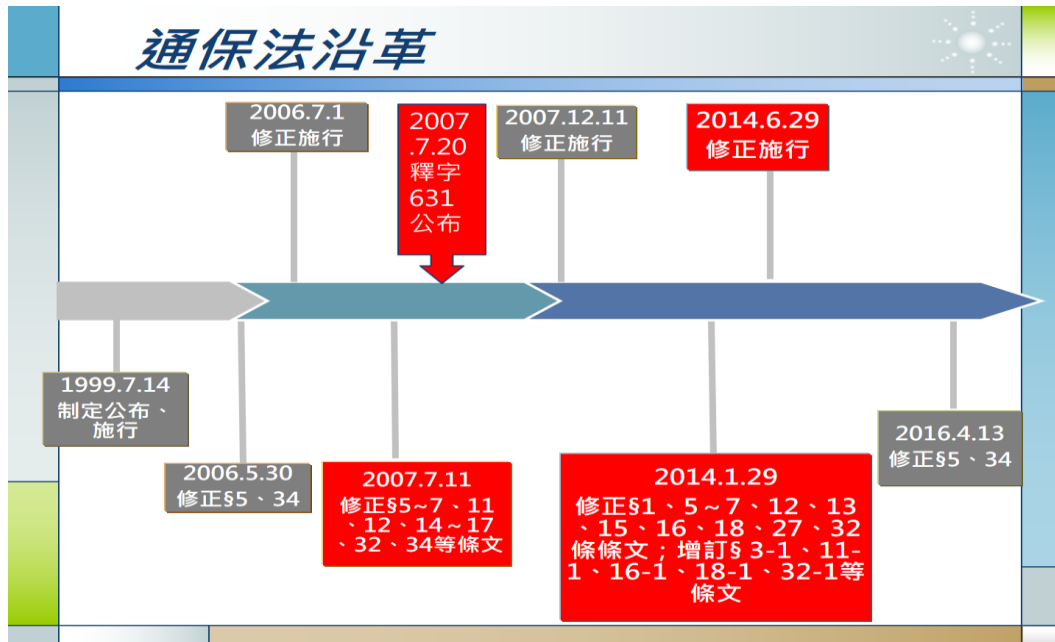 通保法沿革
2006.7.1
修正施行
2007
.7.20
釋字
631
公布
2007.12.11
修正施行
2014.6.29
修正施行
1999.7.14
制定公布、
施行
2006.5.30
修正§5、34
2007.7.11
修正§5~7、11
、12、14～17
、32、34等條文
2014.1.29
修正§1、5～7、12、13
、15、16、18、27、32
條條文；增訂§ 3-1、11-
1、16-1、18-1、32-1等
條文
2016.4.13
修正§5、34